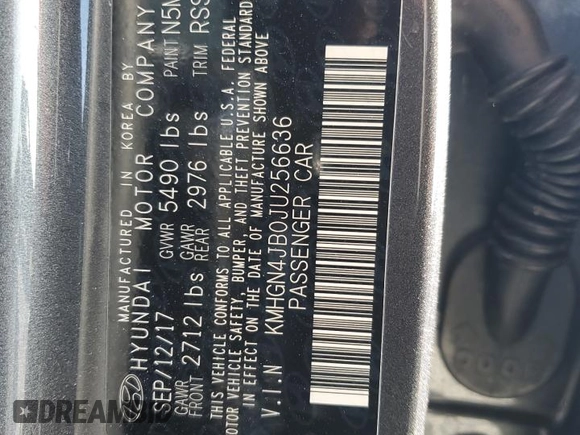 MANUFACTURED IN KOREA BY
HYUNDAI MOTOR COMPANY
SEP/12/17 GVWR 5490 lbs PAINT N5M
GAWR FRONT 2712 lbs GAWR REAR 2976 lbs TRIM RSS
THIS VEHICLE CONFORMS TO ALL APPLICABLE U.S.A. FEDERAL
MOTOR VEHICLE SAFETY, BUMPER, AND THEFT PREVENTION STANDARD
IN EFFECT ON THE DATE OF MANUFACTURE SHOWN ABOVE
V.I.N KMHGN4JB0JU256636
PASSENGER CAR
DREAMBID